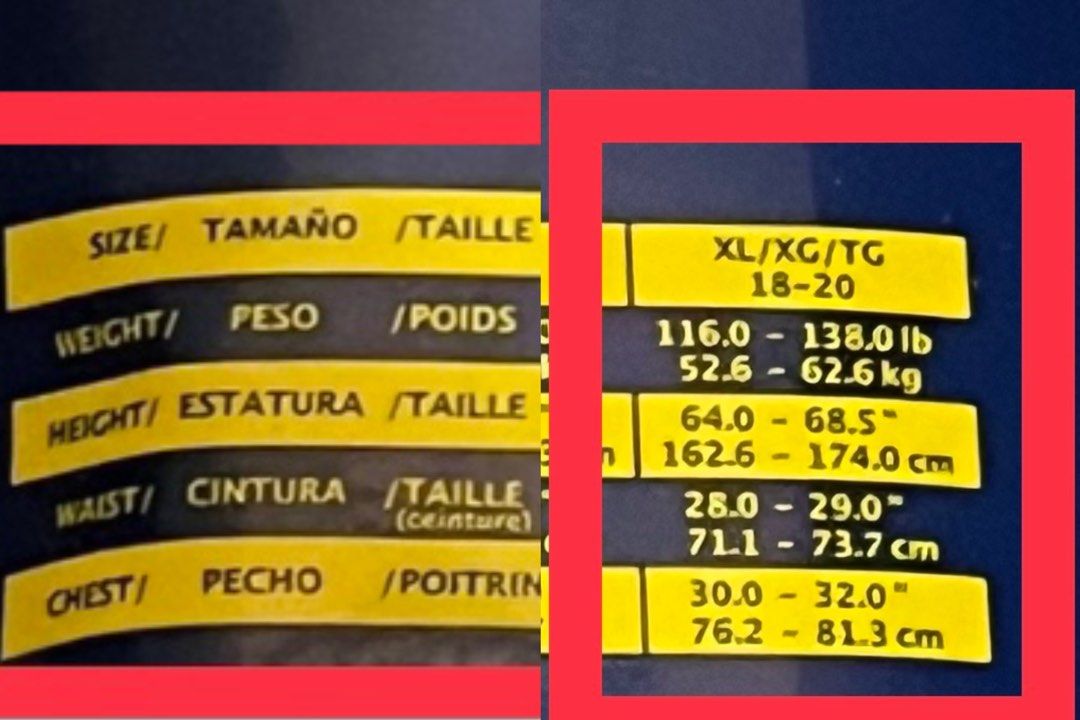 SIZE/ TAMAÑO /TAILLE
WEIGHT/ PESO /POIDS
HEIGHT/ ESTATURA /TAILLE
WAIST/ CINTURA /TAILLE
(ceinture)
CHEST/ PECHO /POITRIN
XL/XG/TG
18-20
116.0 - 138.0 lb
52.6 - 62.6 kg
64.0 - 68.5"
162.6 - 174.0 cm
28.0 - 29.0"
71.1 - 73.7 cm
30.0 - 32.0"
76.2 - 81.3 cm